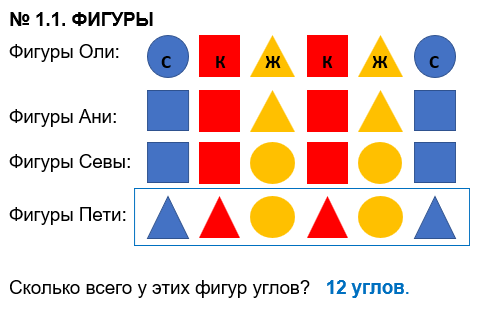 № 1.1. ФИГУРЫ
Фигуры Оли: С К Ж К Ж С
Фигуры Ани:
Фигуры Севы:
Фигуры Пети:
Сколько всего у этих фигур углов? 12 углов.